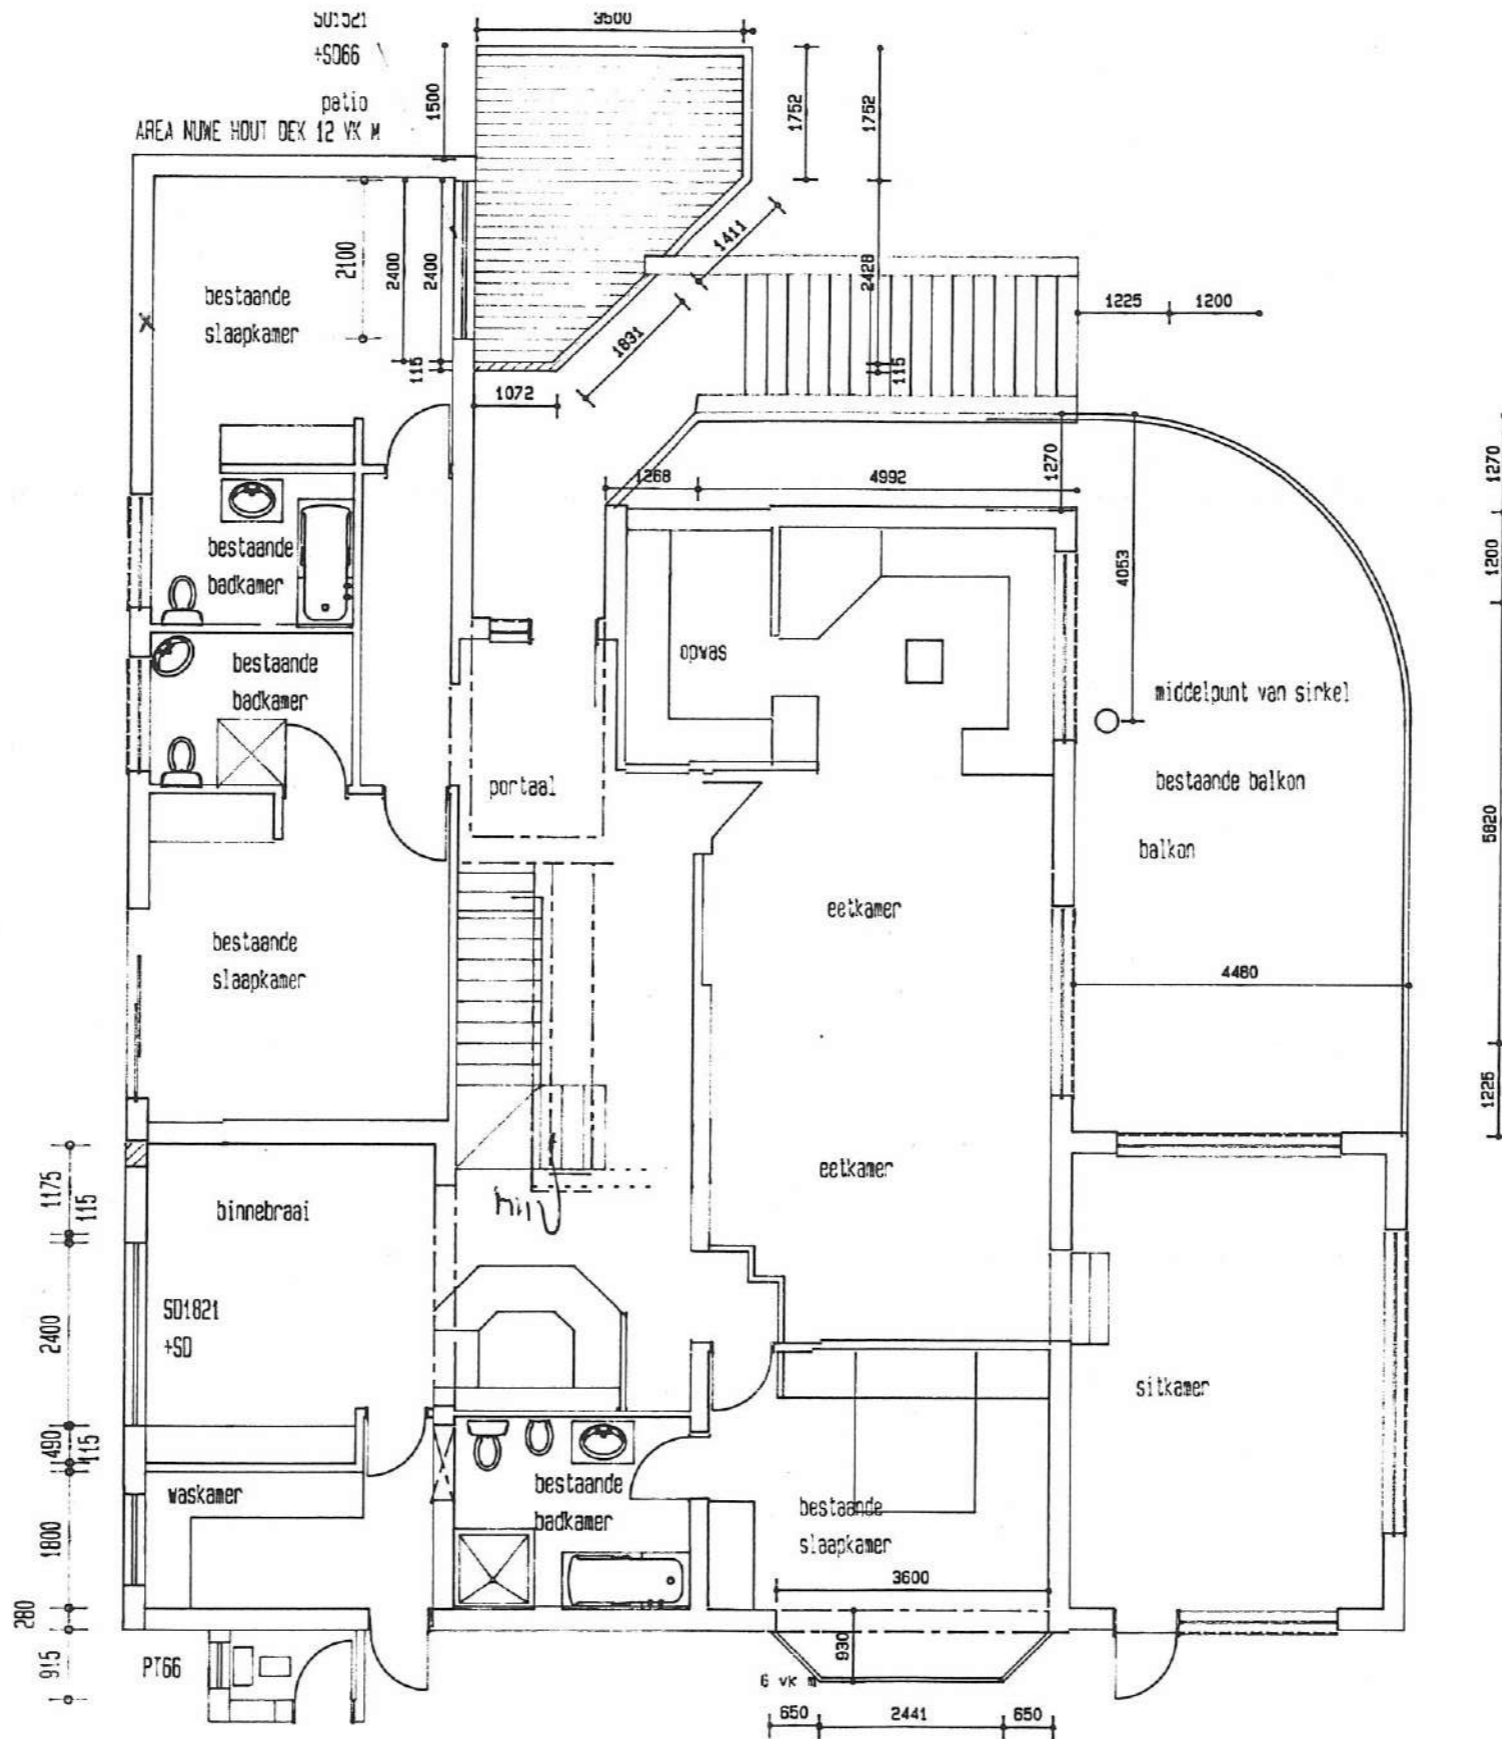 3500
+SD66
patio
AREA NUWE HOUT DEK 12 VK M
1500
1752
1752
2100
2400
2400
115
bestaande
slaapkamer
1411
2428
1831
115
1072
1225
1200
1268
4992
1270
1270
4053
1200
bestaande
badkamer
bestaande
badkamer
opwas
middelpunt van sirkel
portaal
bestaande balkon
balkon
5820
eetkamer
bestaande
slaapkamer
4480
1225
eetkamer
1175
115
binnebraai
SD1821
+SD
2400
sitkamer
490
115
waskamer
bestaande
badkamer
bestaande
slaapkamer
1800
3600
280
930
915
PT66
6 vk m
650
2441
650